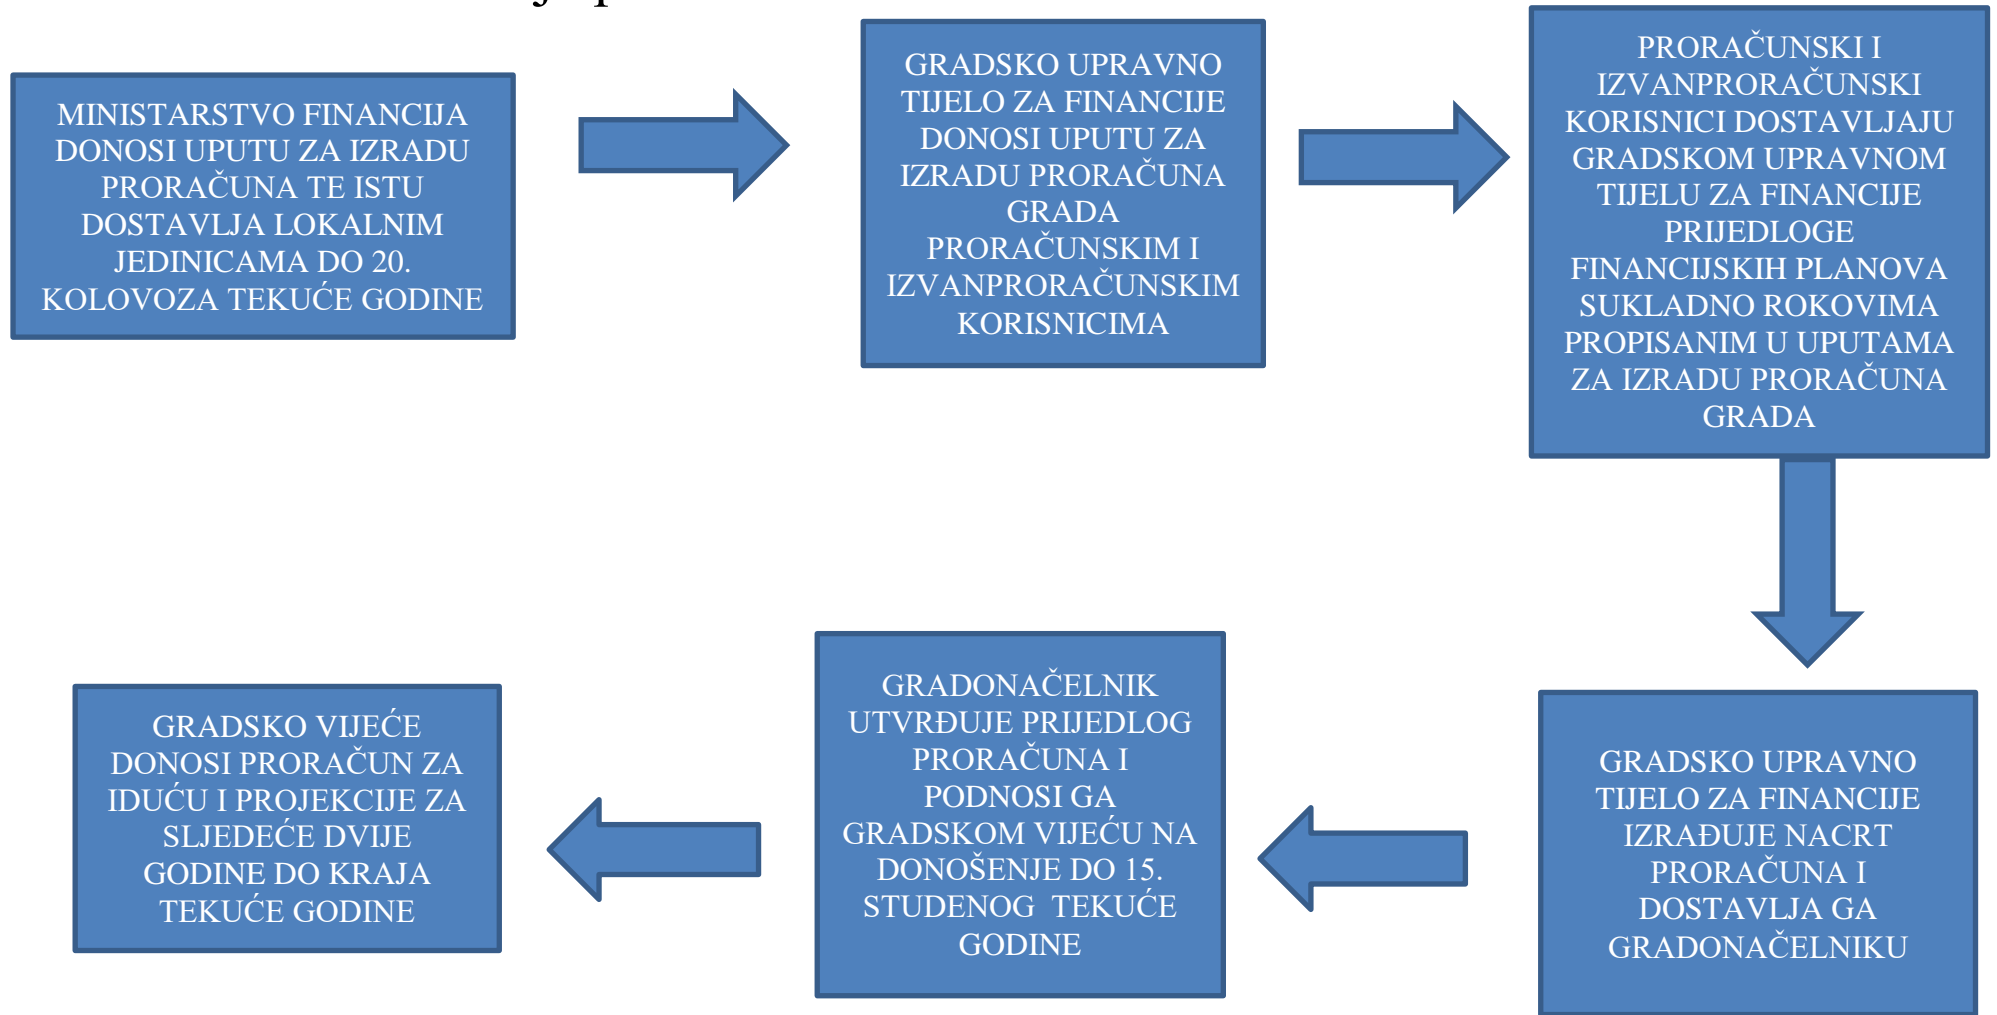 MINISTARSTVO FINANCIJA
DONOSI UPUTU ZA IZRADU
PRORAČUNA TE ISTU
DOSTAVLJA LOKALNIM
JEDINICAMA DO 20.
KOLOVOZA TEKUĆE GODINE
GRADSKO UPRAVNO
TIJELO ZA FINANCIJE
DONOSI UPUTU ZA
IZRADU PRORAČUNA
GRADA
PRORAČUNSKIM I
IZVANPRORAČUNSKIM
KORISNICIMA
PRORAČUNSKI I
IZVANPRORAČUNSKI
KORISNICI DOSTAVLJAJU
GRADSKOM UPRAVNOM
TIJELU ZA FINANCIJE
PRIJEDLOGE
FINANCIJSKIH PLANOVA
SUKLADNO ROKOVIMA
PROPISANIM U UPUTAMA
ZA IZRADU PRORAČUNA
GRADA
GRADSKO UPRAVNO
TIJELO ZA FINANCIJE
IZRAĐUJE NACRT
PRORAČUNA I
DOSTAVLJA GA
GRADONAČELNIKU
GRADONAČELNIK
UTVRĐUJE PRIJEDLOG
PRORAČUNA I
PODNOSI GA
GRADSKOM VIJEĆU NA
DONOŠENJE DO 15.
STUDENOG TEKUĆE
GODINE
GRADSKO VIJEĆE
DONOSI PRORAČUN ZA
IDUĆU I PROJEKCIJE ZA
SLJEDEĆE DVIJE
GODINE DO KRAJA
TEKUĆE GODINE